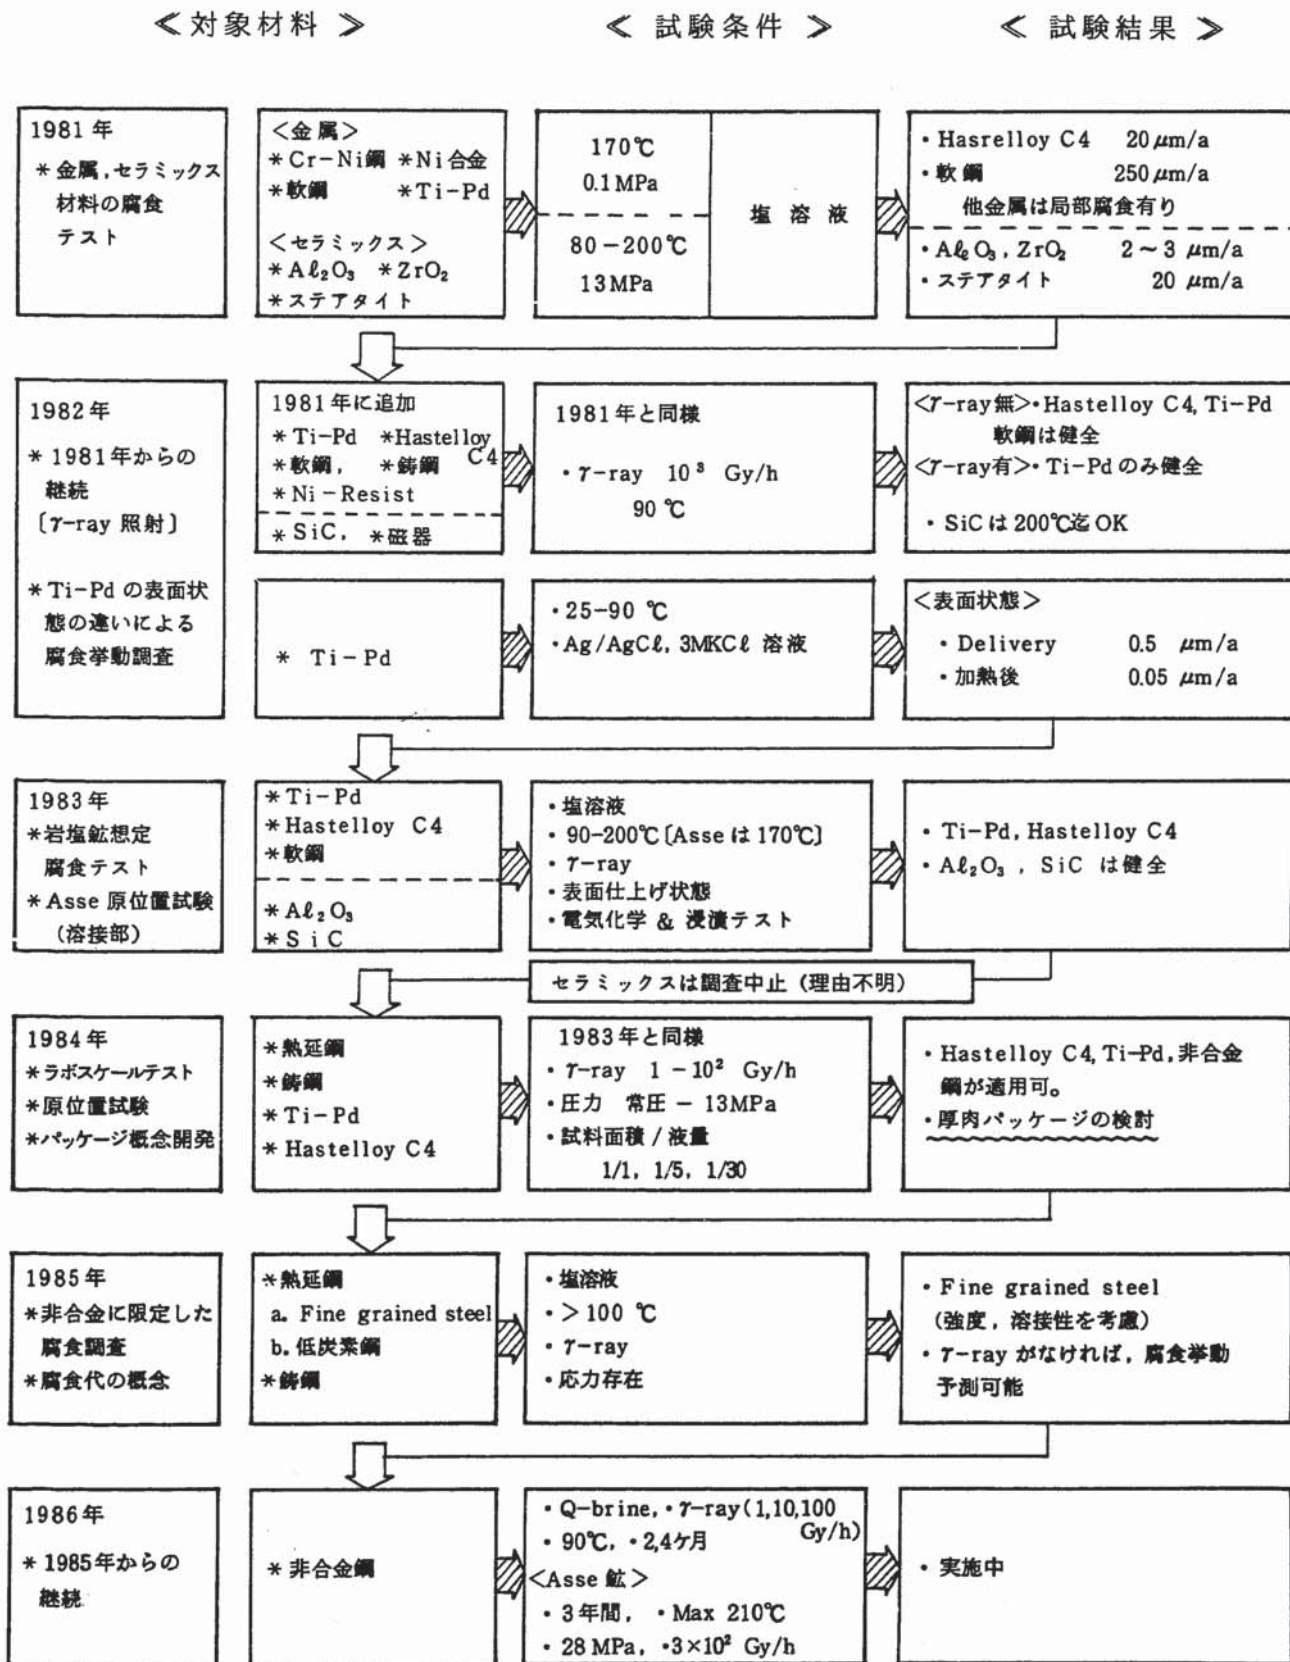 ≪対象材料≫
≪試験条件≫
≪試験結果≫
1981年
*金属,セラミックス
材料の腐食
テスト
<金属>
*Cr-Ni鋼 *Ni合金
*軟鋼 *Ti-Pd
<セラミックス>
*Aℓ₂O₃ *ZrO₂
*ステアタイト
170℃
0.1MPa
80-200℃
13MPa
塩溶液
・Hasrelloy C4 20μm/a
・軟鋼 250μm/a
他金属は局部腐食有り
・Aℓ₂O₃, ZrO₂ 2~3 μm/a
・ステアタイト 20 μm/a
1982年
* 1981年からの
継続
〔γ-ray 照射〕
*Ti-Pdの表面状
態の違いによる
腐食挙動調査
1981年に追加
*Ti-Pd *Hastelloy
C4
*軟鋼, *鋳鋼
*Ni-Resist
*SiC, *磁器
1981年と同様
・γ-ray 10³ Gy/h
90℃
<γ-ray無>・Hastelloy C4, Ti-Pd
軟鋼は健全
<γ-ray有>・Ti-Pdのみ健全
・SiCは200℃迄OK
* Ti-Pd
・25-90 ℃
・Ag/AgCℓ, 3MKCℓ 溶液
<表面状態>
・Delivery 0.5 μm/a
・加熱後 0.05 μm/a
1983年
*岩塩鉱想定
腐食テスト
*Asse原位置試験
(溶接部)
*Ti-Pd
*Hastelloy C4
*軟鋼
*Aℓ₂O₃
*SiC
・塩溶液
・90-200℃〔Asseは170℃〕
・γ-ray
・表面仕上げ状態
・電気化学 & 浸漬テスト
・Ti-Pd, Hastelloy C4
・Aℓ₂O₃, SiC は健全
セラミックスは調査中止(理由不明)
1984年
*ラボスケールテスト
*原位置試験
*パッケージ概念開発
*熱延鋼
*鋳鋼
*Ti-Pd
*Hastelloy C4
1983年と同様
・γ-ray 1-10² Gy/h
・圧力 常圧-13MPa
・試料面積/液量
1/1, 1/5, 1/30
・Hastelloy C4, Ti-Pd, 非合金
鋼が適用可。
・厚肉パッケージの検討
1985年
*非合金に限定した
腐食調査
*腐食代の概念
*熱延鋼
a. Fine grained steel
b. 低炭素鋼
*鋳鋼
・塩溶液
・>100 ℃
・γ-ray
・応力存在
・Fine grained steel
(強度,溶接性を考慮)
・γ-rayがなければ,腐食挙動
予測可能
1986年
* 1985年からの
継続
*非合金鋼
・Q-brine, ・γ-ray(1,10,100
Gy/h)
・90℃, ・2,4ケ月
<Asse鉱>
・3年間, ・Max 210℃
・28 MPa, ・3×10² Gy/h
・実施中